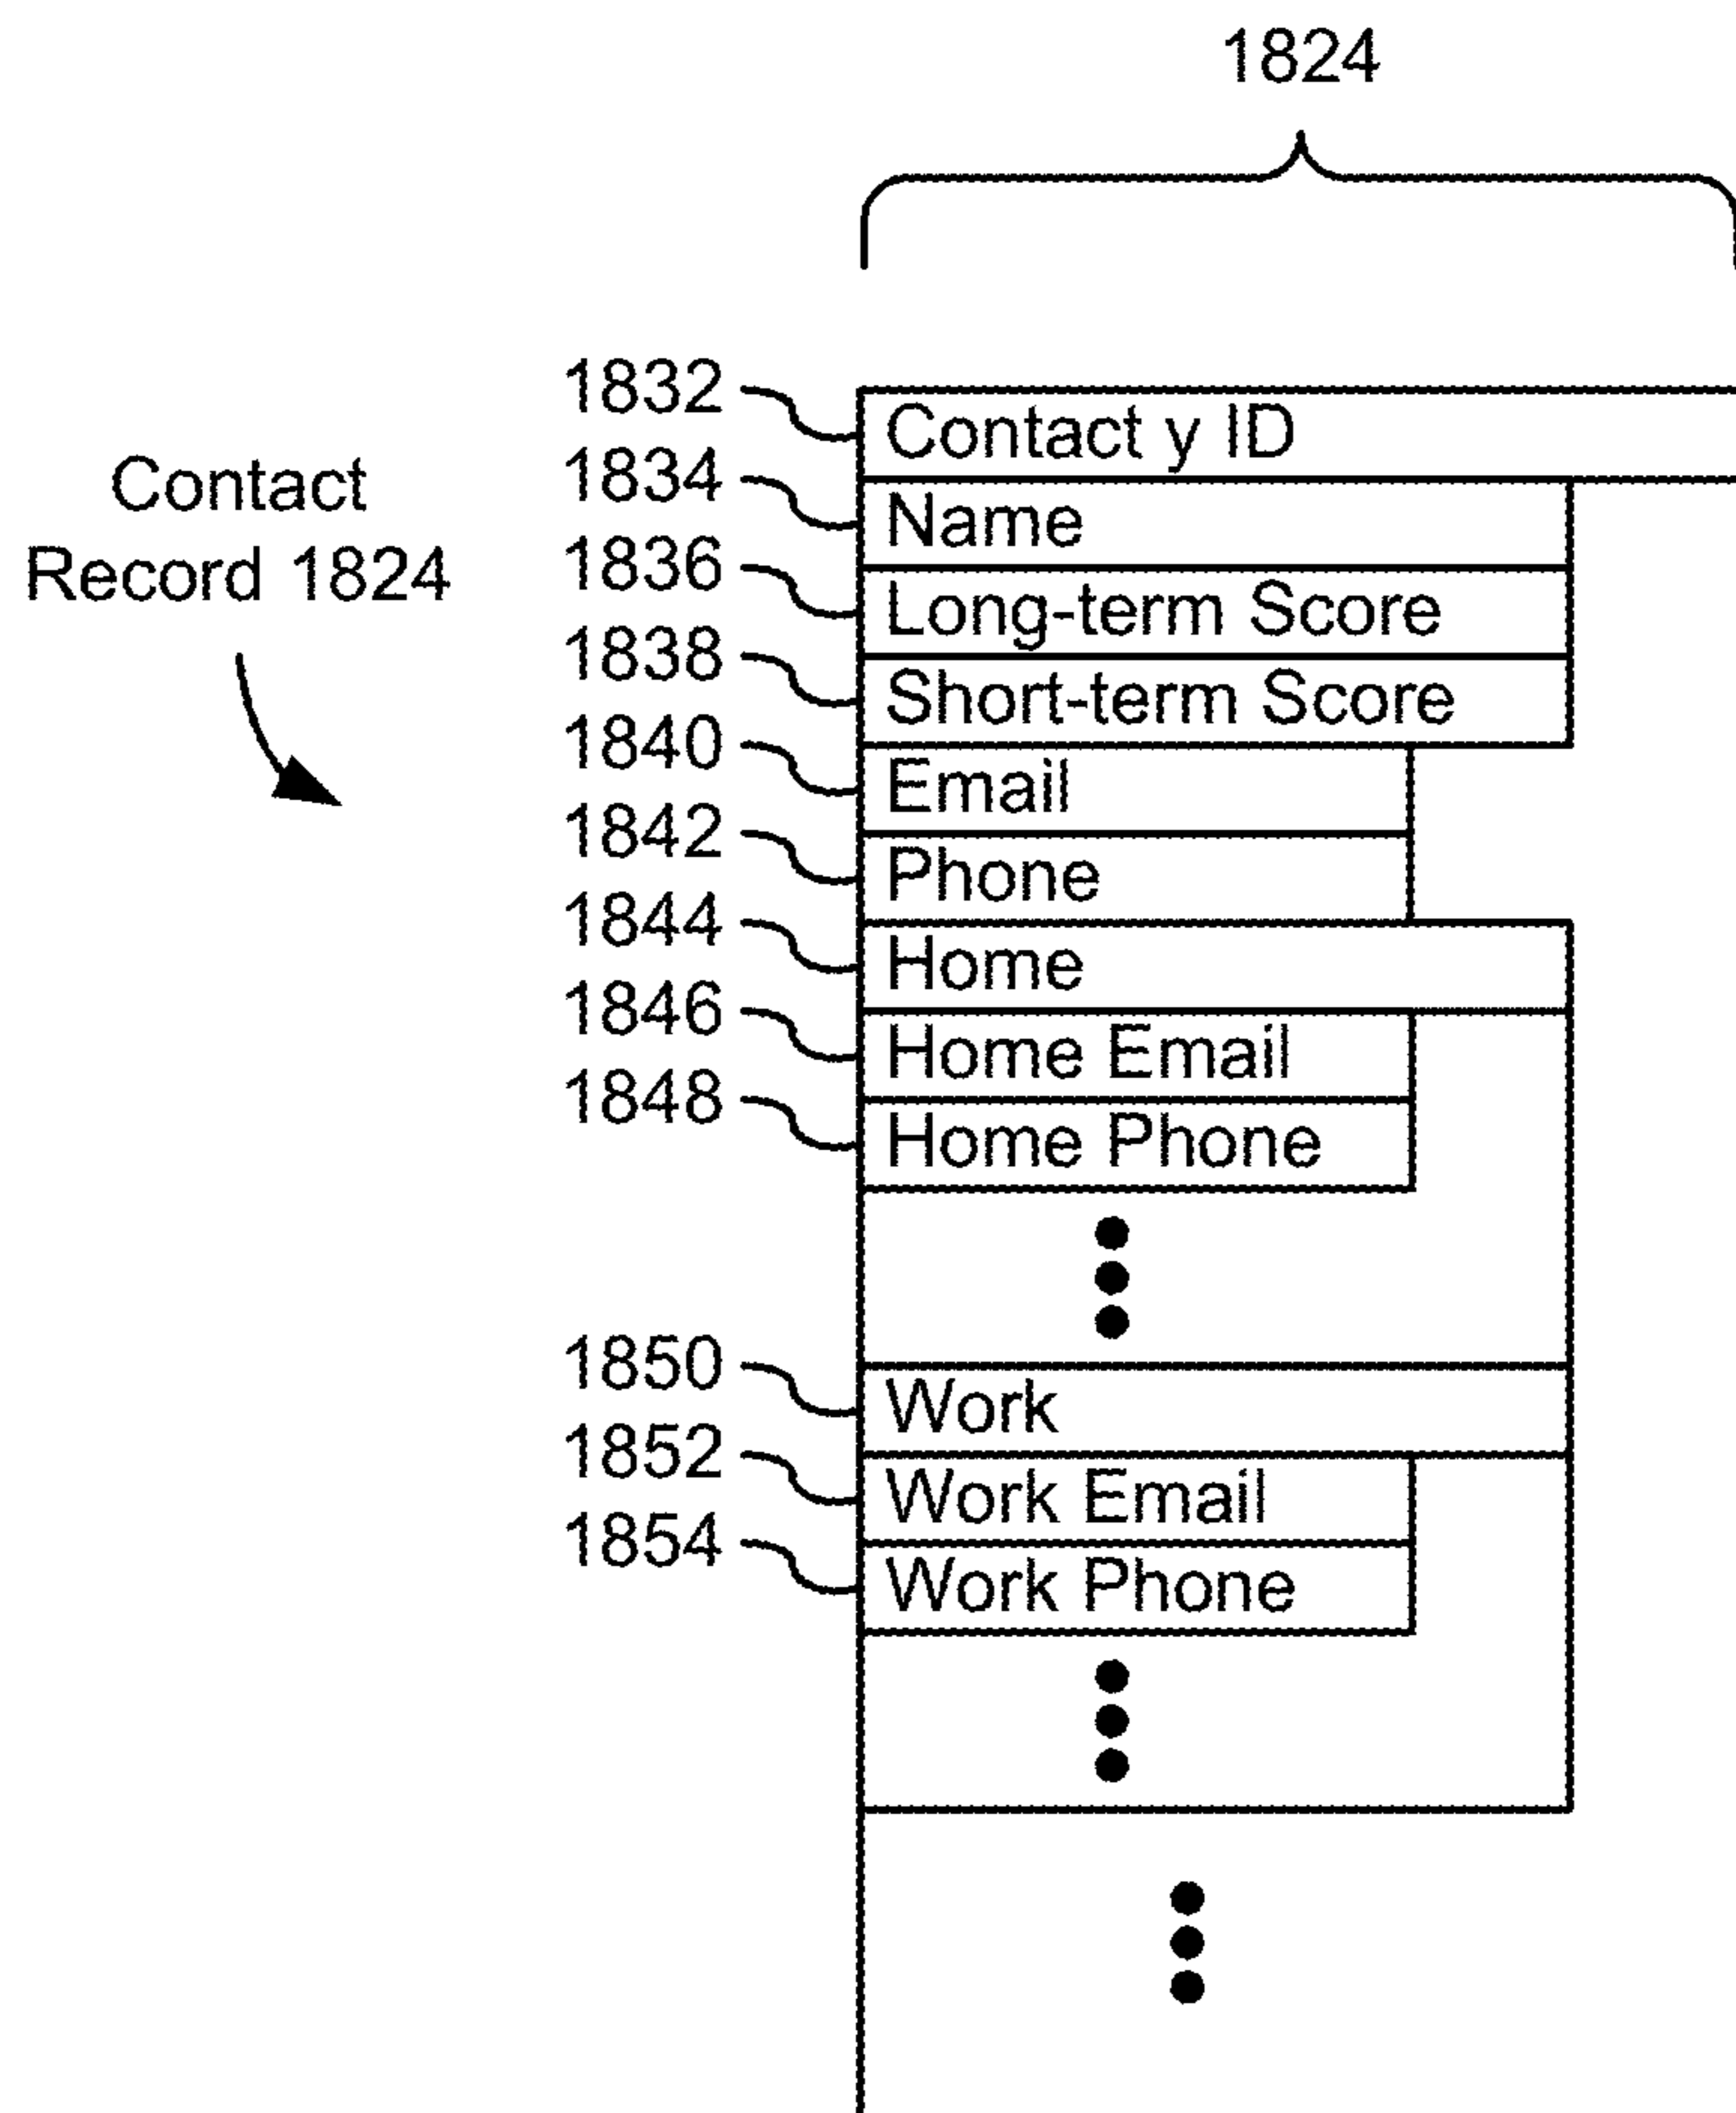 1824
Contact
Record 1824
1832 Contact y ID
1834 Name
1836 Long-term Score
1838 Short-term Score
1840 Email
1842 Phone
1844 Home
1846 Home Email
1848 Home Phone
1850 Work
1852 Work Email
1854 Work Phone